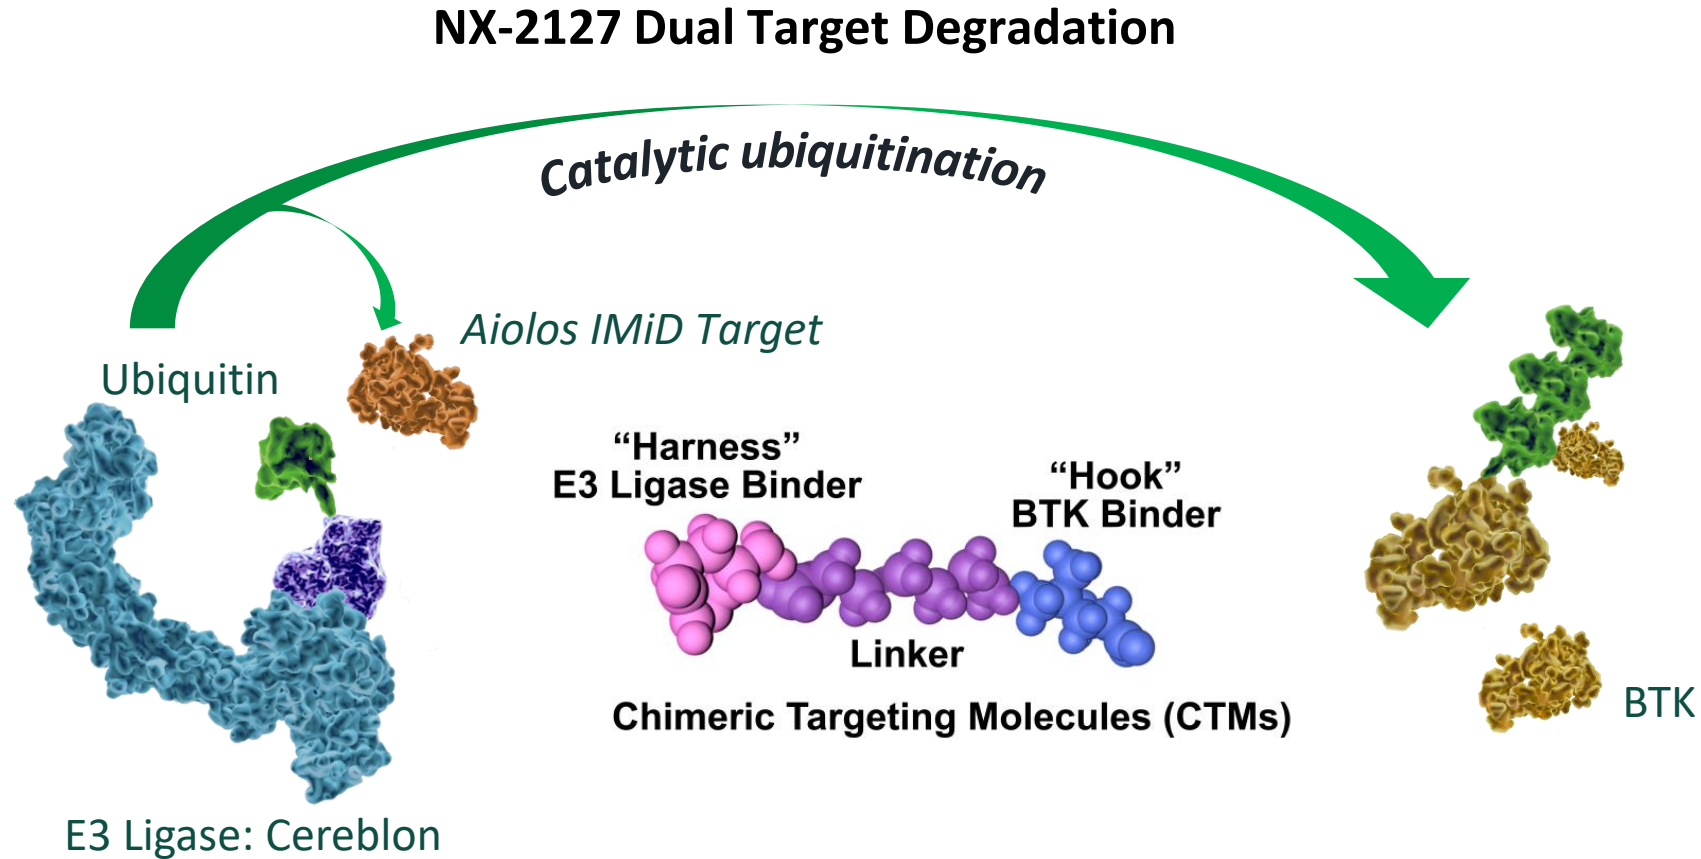 NX-2127 Dual Target Degradation
Catalytic ubiquitination
Aiolos IMiD Target
Ubiquitin
“Harness”
E3 Ligase Binder
“Hook”
BTK Binder
Linker
Chimeric Targeting Molecules (CTMs)
BTK
E3 Ligase: Cereblon